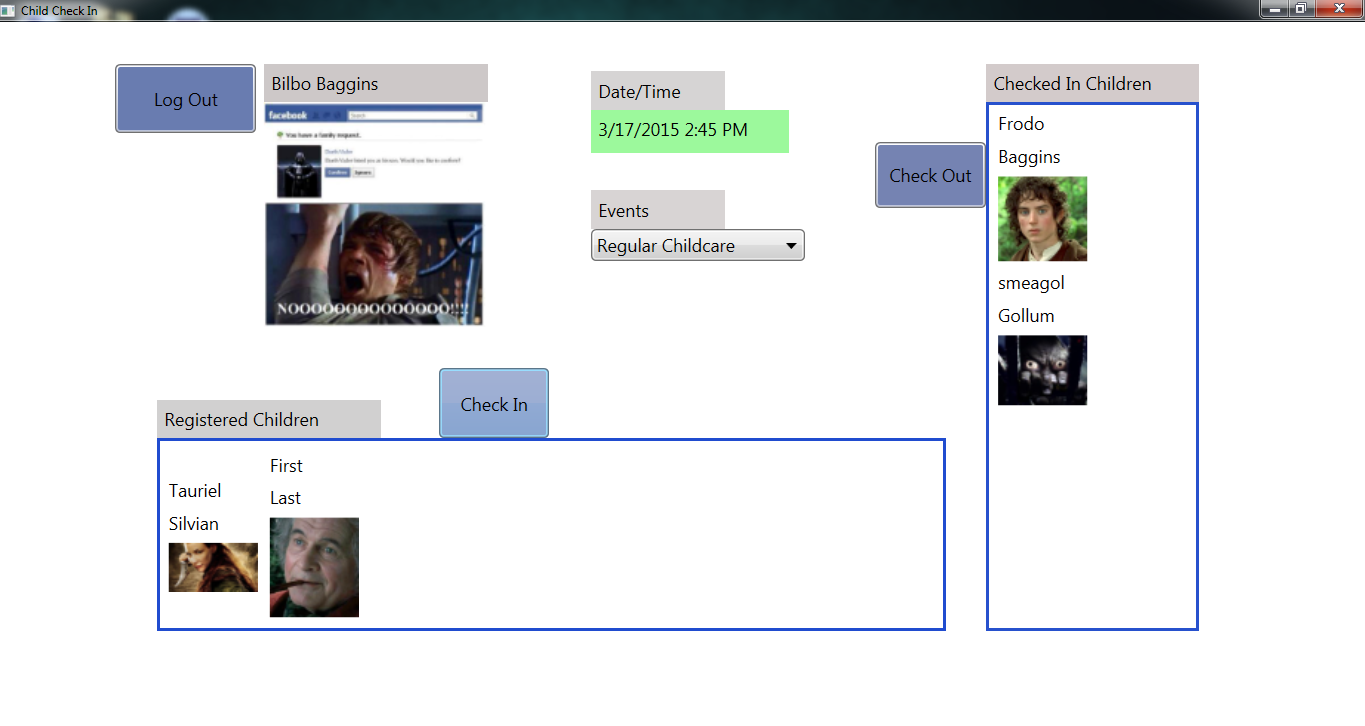 Child Check In
Log Out
Bilbo Baggins
facebook
Search
You have a family request.
Darth Vader
Confirm
Ignore
NOOOOOOOOOOOOOO!!!!
Date/Time
3/17/2015 2:45 PM
Events
Regular Childcare
Check Out
Checked In Children
Frodo
Baggins
smeagol
Gollum
Check In
Registered Children
Tauriel
Silvian
First
Last